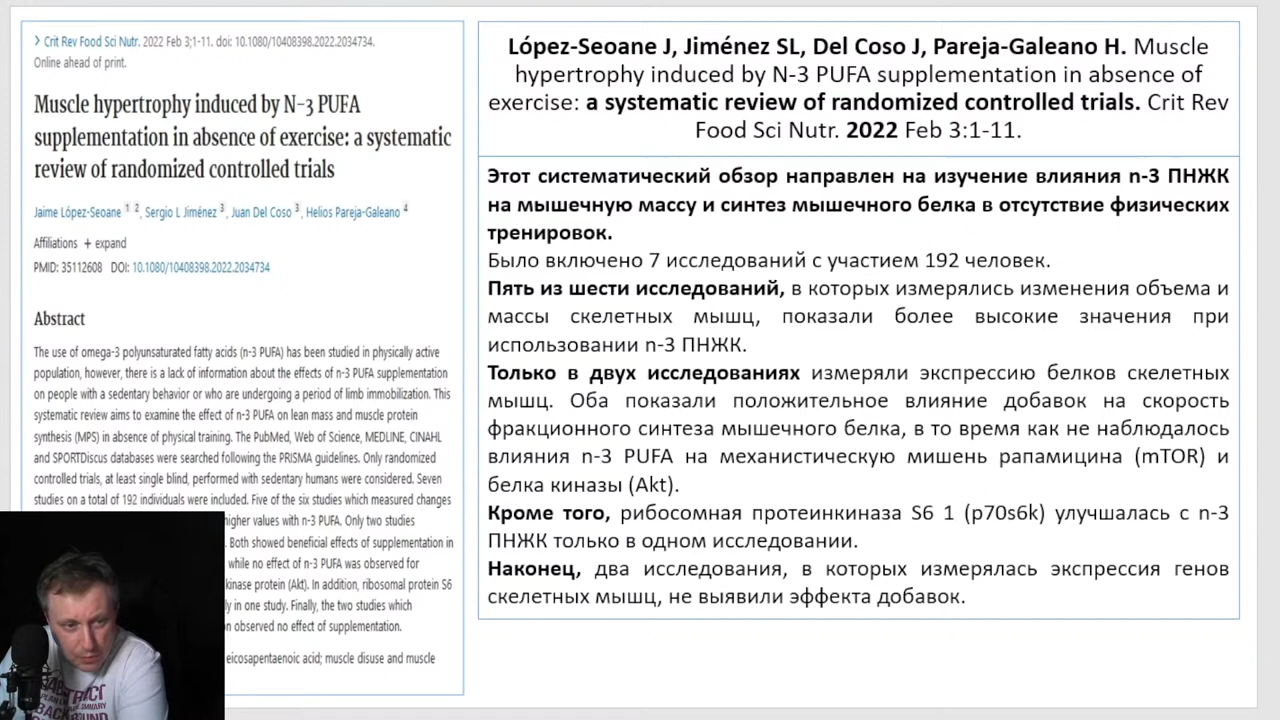 > Crit Rev Food Sci Nutr. 2022 Feb 3;1-11. doi: 10.1080/10408398.2022.2034734.
Online ahead of print.
Muscle hypertrophy induced by N-3 PUFA
supplementation in absence of exercise: a systematic
review of randomized controlled trials
Jaime López-Seoane 1 2, Sergio L Jiménez 3, Juan Del Coso 3, Helios Pareja-Galeano 4
Affiliations + expand
PMID: 35112608 DOI: 10.1080/10408398.2022.2034734
Abstract
The use of omega-3 polyunsaturated fatty acids (n-3 PUFA) has been studied in physically active
population, however, there is a lack of information about the effects of n-3 PUFA supplementation
on people with a sedentary behavior or who are undergoing a period of limb immobilization. This
systematic review aims to examine the effect of n-3 PUFA on lean mass and muscle protein
synthesis (MPS) in absence of physical training. The PubMed, Web of Science, MEDLINE, CINAHL
and SPORTDiscus databases were searched following the PRISMA guidelines. Only randomized
controlled trials, at least single blind, performed with sedentary humans were considered. Seven
studies on a total of 192 individuals were included. Five of the six studies which measured changes
higher values with n-3 PUFA. Only two studies
. Both showed beneficial effects of supplementation in
while no effect of n-3 PUFA was observed for
kinase protein (Akt). In addition, ribosomal protein S6
ly in one study. Finally, the two studies which
n observed no effect of supplementation.
eicosapentaenoic acid; muscle disuse and muscle
López-Seoane J, Jiménez SL, Del Coso J, Pareja-Galeano H. Muscle
hypertrophy induced by N-3 PUFA supplementation in absence of
exercise: a systematic review of randomized controlled trials. Crit Rev
Food Sci Nutr. 2022 Feb 3:1-11.
Этот систематический обзор направлен на изучение влияния n-3 ПНЖК
на мышечную массу и синтез мышечного белка в отсутствие физических
тренировок.
Было включено 7 исследований с участием 192 человек.
Пять из шести исследований, в которых измерялись изменения объема и
массы скелетных мышц, показали более высокие значения при
использовании n-3 ПНЖК.
Только в двух исследованиях измеряли экспрессию белков скелетных
мышц. Оба показали положительное влияние добавок на скорость
фракционного синтеза мышечного белка, в то время как не наблюдалось
влияния n-3 PUFA на механистическую мишень рапамицина (mTOR) и
белка киназы (Akt).
Кроме того, рибосомная протеинкиназа S6 1 (p70s6k) улучшалась с n-3
ПНЖК только в одном исследовании.
Наконец, два исследования, в которых измерялась экспрессия генов
скелетных мышц, не выявили эффекта добавок.